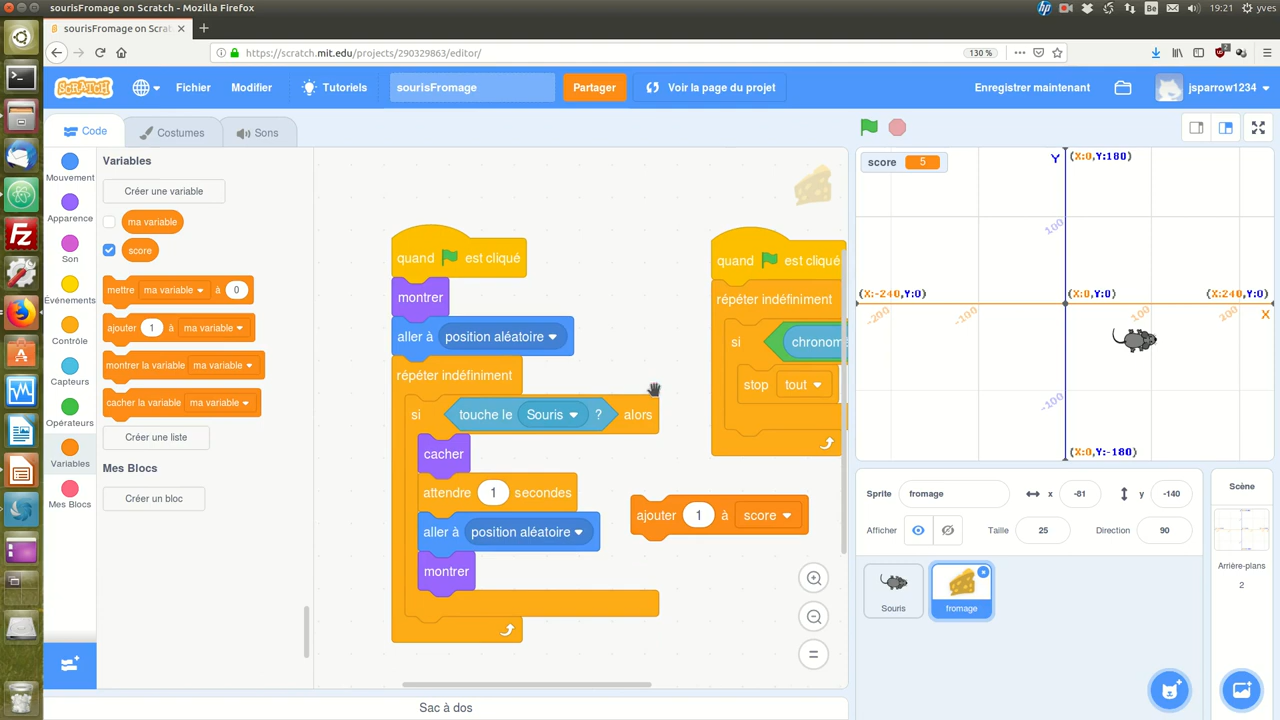 sourisFromage on Scratch - Mozilla Firefox
Be
19:21
yves
sourisFromage on Scrat
https://scratch.mit.edu/projects/290329863/editor/
130 %
SCRATCH
Fichier
Modifier
Tutoriels
sourisFromage
Partager
Voir la page du projet
Enregistrer maintenant
jsparrow1234
Code
Costumes
Sons
Mouvement
Apparence
Son
Événements
Contrôle
Capteurs
Opérateurs
Variables
Mes Blocs
Variables
Créer une variable
ma variable
score
mettre ma variable à 0
ajouter 1 à ma variable
montrer la variable ma variable
cacher la variable ma variable
Créer une liste
Mes Blocs
Créer un bloc
quand est cliqué
montrer
aller à position aléatoire
répéter indéfiniment
si touche le Souris ? alors
cacher
attendre 1 secondes
aller à position aléatoire
montrer
quand est cliqué
répéter indéfiniment
si chronom
stop tout
ajouter 1 à score
Sac à dos
score 5
Y (X:0,Y:180)
100
(X:-240,Y:0)
(X:0,Y:0)
(X:240,Y:0)
X
-200
-100
100
200
-100
(X:0,Y:-180)
Sprite fromage x -81 y -140
Afficher Taille 25 Direction 90
Souris
fromage
Scène
Arrière-plans
2